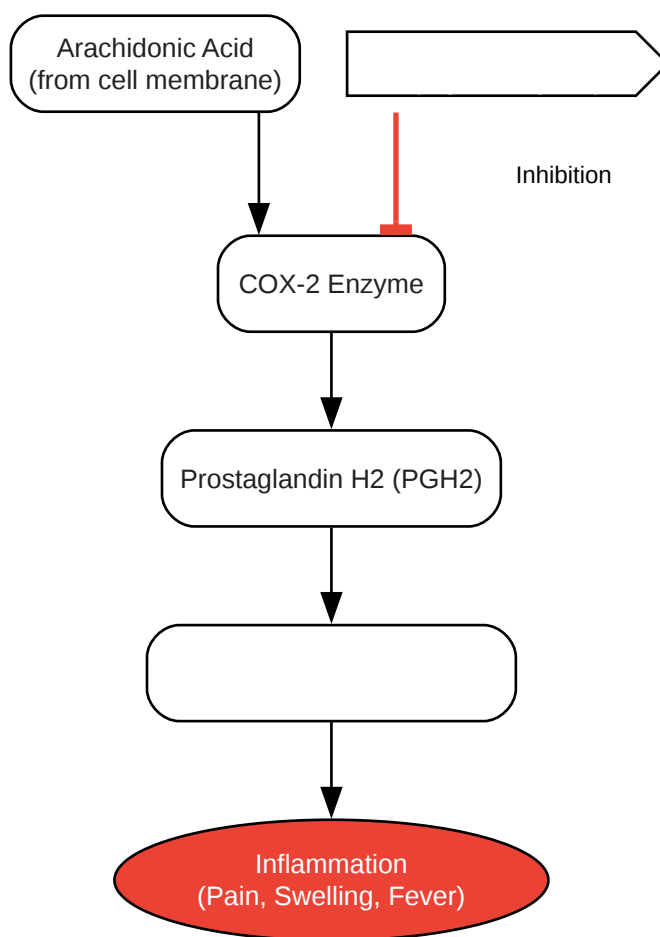 Arachidonic Acid
(from cell membrane)
Inhibition
COX-2 Enzyme
Prostaglandin H2 (PGH2)
Inflammation
(Pain, Swelling, Fever)